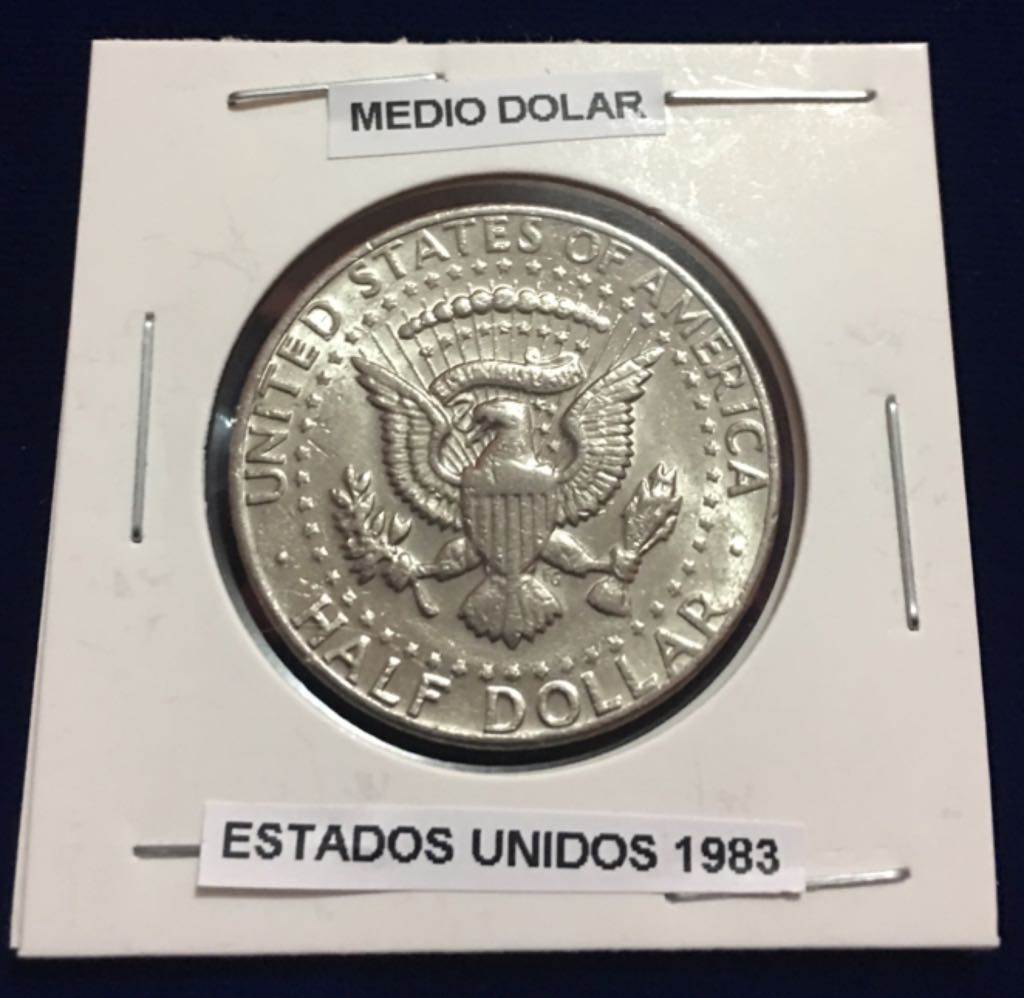 MEDIO DOLAR
UNITED STATES OF AMERICA
HALF DOLLAR
ESTADOS UNIDOS 1983